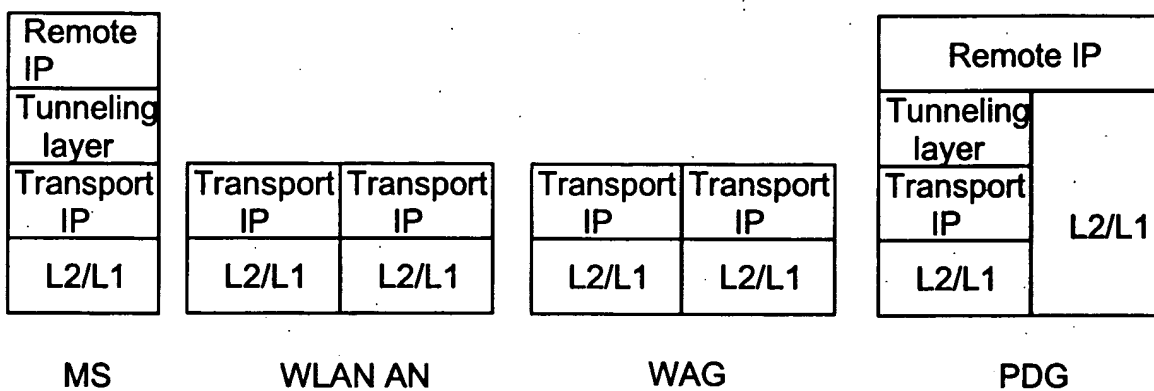 Remote
IP
Tunneling
layer
Transport
IP
L2/L1
MS
Transport
IP
Transport
IP
L2/L1
L2/L1
WLAN AN
Transport
IP
Transport
IP
L2/L1
L2/L1
WAG
Remote IP
Tunneling
layer
Transport
IP
L2/L1
L2/L1
PDG